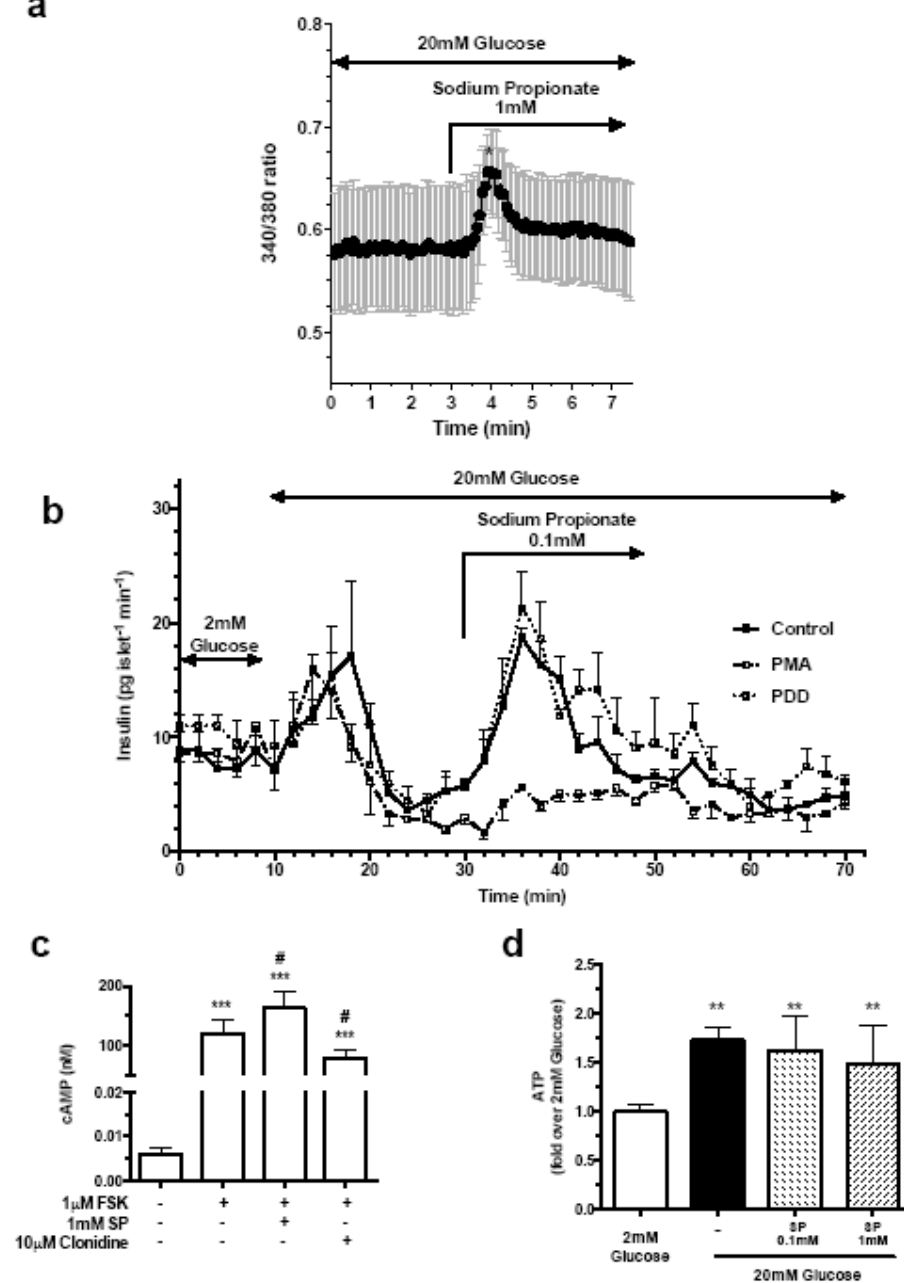 a
0.8
20mM Glucose
Sodium Propionate
1mM
0.7
340/380 ratio
0.6
0.5
0 1 2 3 4 5 6 7
Time (min)
*
b
20mM Glucose
30
Sodium Propionate
0.1mM
Insulin (pg islet⁻¹ min⁻¹)
20
2mM
Glucose
Control
PMA
PDD
10
0
0 10 20 30 40 50 60 70
Time (min)
c
200
100
0.02
0.01
0.00
cAMP (nM)
***
#
***
#
***
1μM FSK - + + +
1mM SP - - + -
10μM Clonidine - - - +
d
2.5
2.0
1.5
1.0
0.5
0.0
ATP
(fold over 2mM Glucose)
** ** **
2mM
Glucose
-
SP
0.1mM
SP
1mM
20mM Glucose